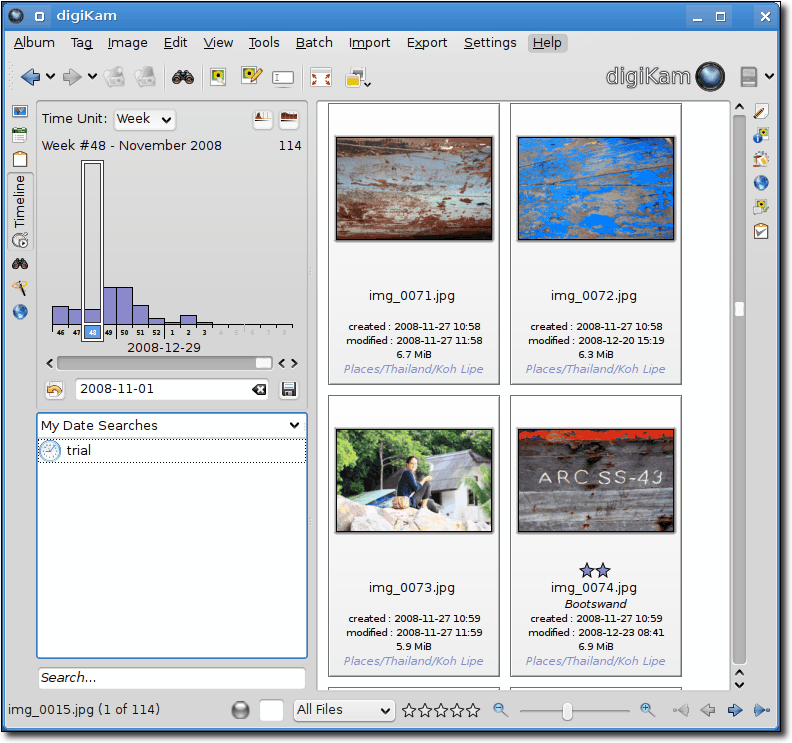 digiKam
Album Tag Image Edit View Tools Batch Import Export Settings Help
digiKam
Time Unit: Week
Week #48 - November 2008 114
Timeline
46 47 48 49 50 51 52 1 2 3
2008-12-29
2008-11-01
My Date Searches
trial
Search...
img_0071.jpg
created : 2008-11-27 10:58
modified : 2008-11-27 11:58
6.7 MiB
Places/Thailand/Koh Lipe
img_0072.jpg
created : 2008-11-27 10:58
modified : 2008-12-20 15:19
6.3 MiB
Places/Thailand/Koh Lipe
img_0073.jpg
created : 2008-11-27 10:59
modified : 2008-11-27 11:59
5.9 MiB
Places/Thailand/Koh Lipe
ARC SS-43
img_0074.jpg
Bootswand
created : 2008-11-27 10:59
modified : 2008-12-23 08:41
6.9 MiB
Places/Thailand/Koh Lipe
img_0015.jpg (1 of 114)
All Files